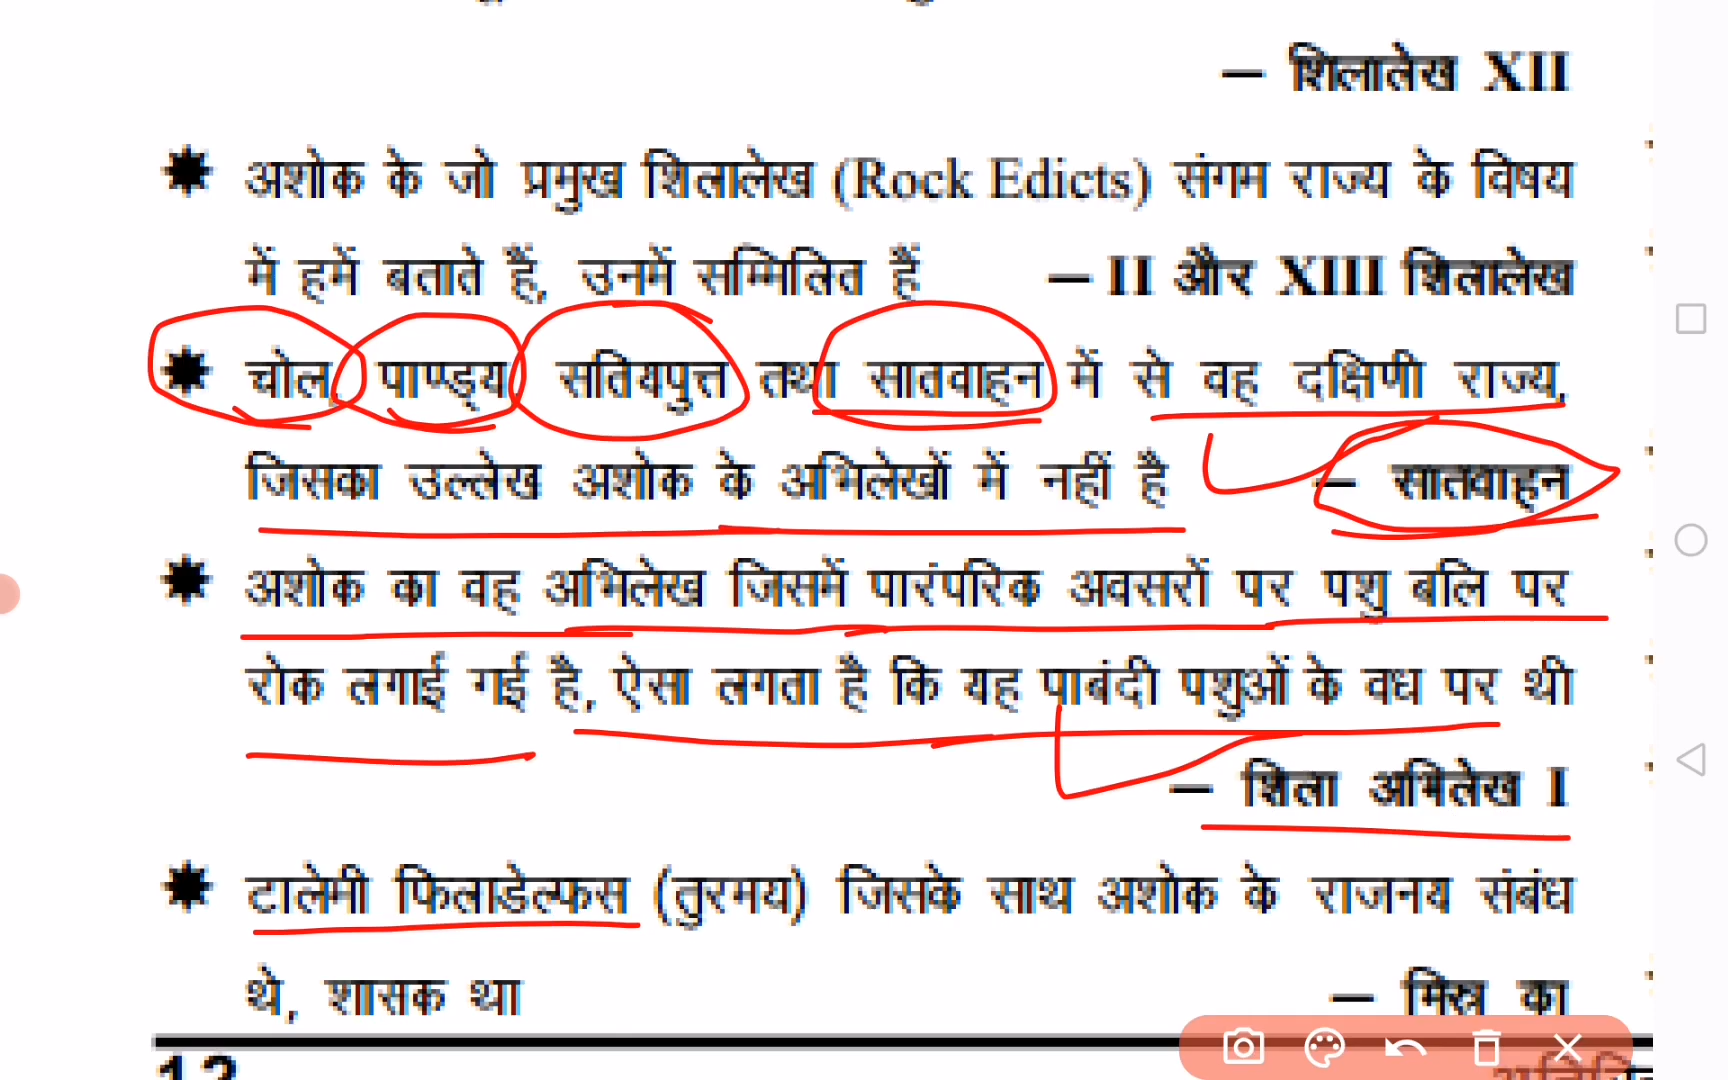 — शिलालेख XII
✸ अशोक के जो प्रमुख शिलालेख (Rock Edicts) संगम राज्य के विषय
में हमें बताते हैं, उनमें सम्मिलित हैं — II और XIII शिलालेख
✸ चोल, पाण्ड्य सतियपुत्त तथा सातवाहन में से वह दक्षिणी राज्य,
जिसका उल्लेख अशोक के अभिलेखों में नहीं है — सातवाहन
✸ अशोक का वह अभिलेख जिसमें पारंपरिक अवसरों पर पशु बलि पर
रोक लगाई गई है, ऐसा लगता है कि यह पाबंदी पशुओं के वध पर थी
— शिला अभिलेख I
✸ टालेमी फिलाडेल्फस (तुरमय) जिसके साथ अशोक के राजनय संबंध
थे, शासक था — मिस्र का